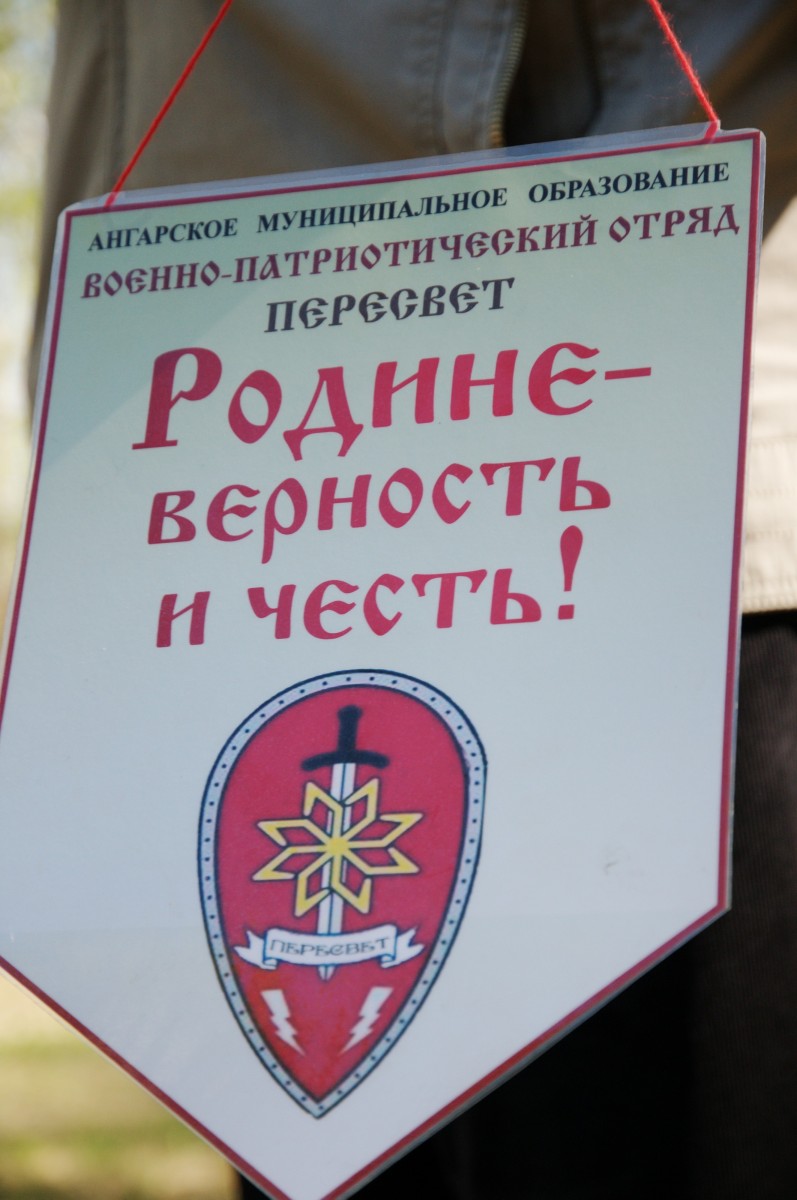 АНГАРСКОЕ МУНИЦИПАЛЬНОЕ ОБРАЗОВАНИЕ
ВОЕННО-ПАТРИОТИЧЕСКИЙ ОТРЯД
ПЕРЕСВЕТ
РОДИНЕ-
ВЕРНОСТЬ
И ЧЕСТЬ!
ПЕРЕСВЕТ